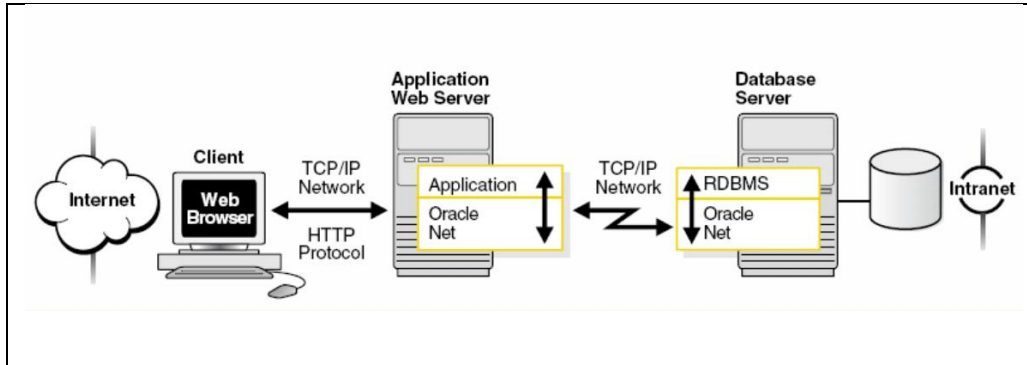 Internet
Client
Web
Browser
TCP/IP
Network
HTTP
Protocol
Application
Web Server
Application
Oracle
Net
TCP/IP
Network
Database
Server
RDBMS
Oracle
Net
Intranet